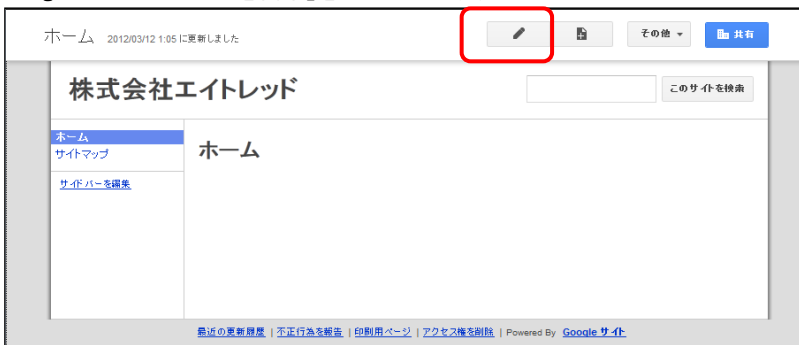 ホーム 2012/03/12 1:05 に更新しました
その他
共有
株式会社エイトレッド
このサイトを検索
ホーム
サイトマップ
サイドバーを編集
ホーム
最近の更新履歴 | 不正行為を報告 | 印刷用ページ | アクセス権を削除 | Powered By Google サイト